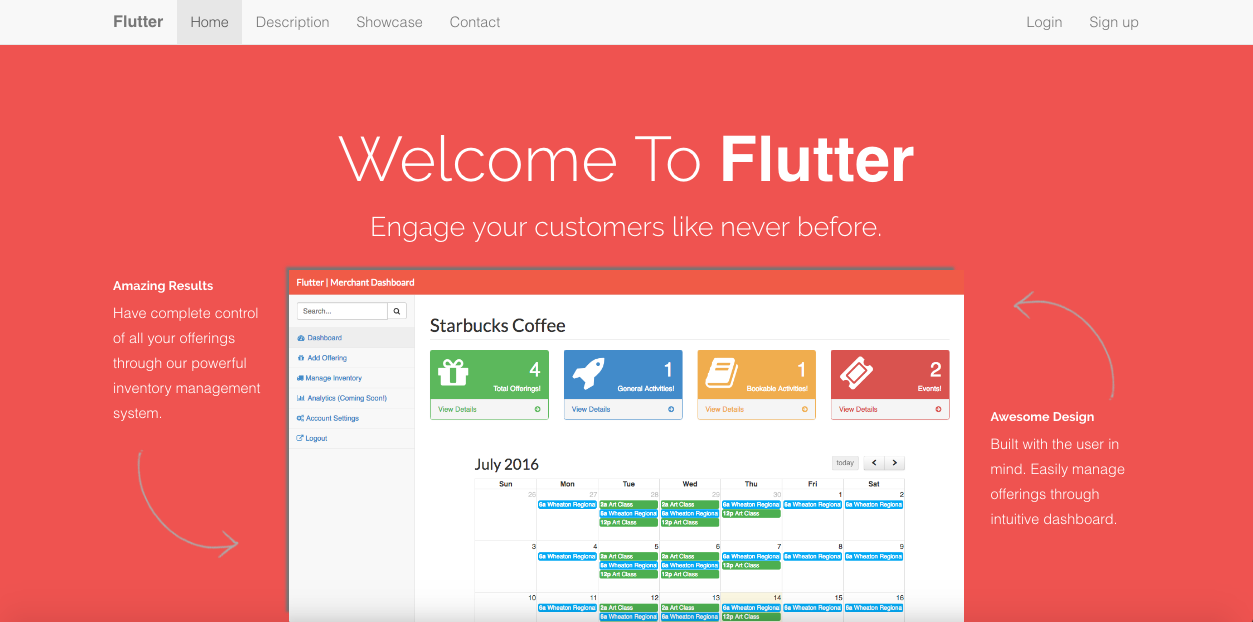 Flutter Home Description Showcase Contact Login Sign up
Welcome To Flutter
Engage your customers like never before.
Amazing Results
Have complete control
of all your offerings
through our powerful
inventory management
system.
Flutter | Merchant Dashboard
Search...
Dashboard
Add Offering
Manage Inventory
Analytics (Coming Soon!)
Account Settings
Logout
Starbucks Coffee
4
Total Offerings!
View Details
1
General Activities!
View Details
1
Bookable Activities!
View Details
2
Events!
View Details
July 2016
today
Sun Mon Tue Wed Thu Fri Sat
26 27 28 29 30 1 2
6a Wheaton Regiona 2a Art Class 2a Art Class 6a Wheaton Regiona 6a Wheaton Regiona 6a Wheaton Regiona
6a Wheaton Regiona 6a Wheaton Regiona 12p Art Class
12p Art Class 12p Art Class
3 4 5 6 7 8 9
6a Wheaton Regiona 2a Art Class 2a Art Class 6a Wheaton Regiona 6a Wheaton Regiona 6a Wheaton Regiona
6a Wheaton Regiona 6a Wheaton Regiona 12p Art Class
12p Art Class 12p Art Class
10 11 12 13 14 15 16
6a Wheaton Regiona 2a Art Class 2a Art Class 6a Wheaton Regiona 6a Wheaton Regiona 6a Wheaton Regiona
6a Wheaton Regiona 6a Wheaton Regiona 12p Art Class
Awesome Design
Built with the user in
mind. Easily manage
offerings through
intuitive dashboard.